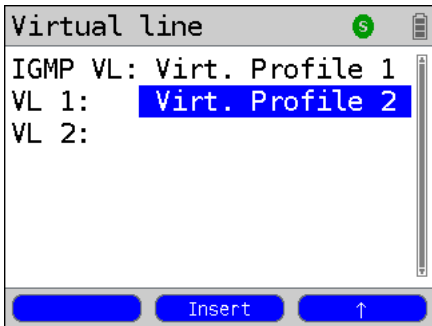 Virtual line S
IGMP VL: Virt. Profile 1
VL 1: Virt. Profile 2
VL 2:
Insert ↑